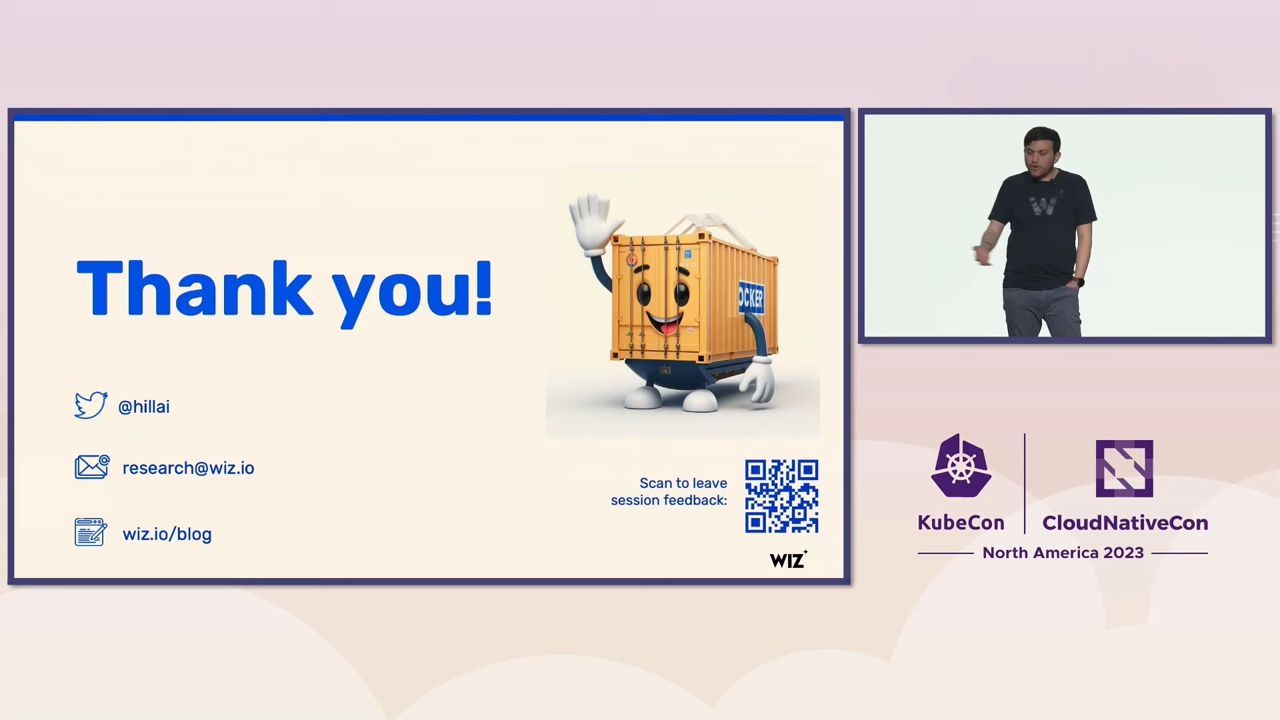 Thank you!
@hillai
research@wiz.io
wiz.io/blog
OCKER
Scan to leave
session feedback:
WIZ
W
KubeCon
CloudNativeCon
North America 2023